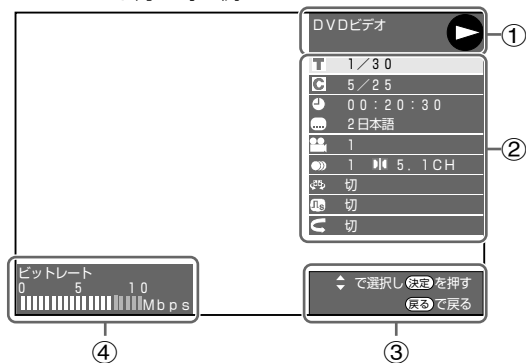 DVDビデオ
①
T 1/30
C 5/25
00:20:30
2日本語
1
1 5.1CH
切
切
切
②
ビットレート
0 5 10
Mbps
で選択し 決定 を押す
戻る で戻る
④
③